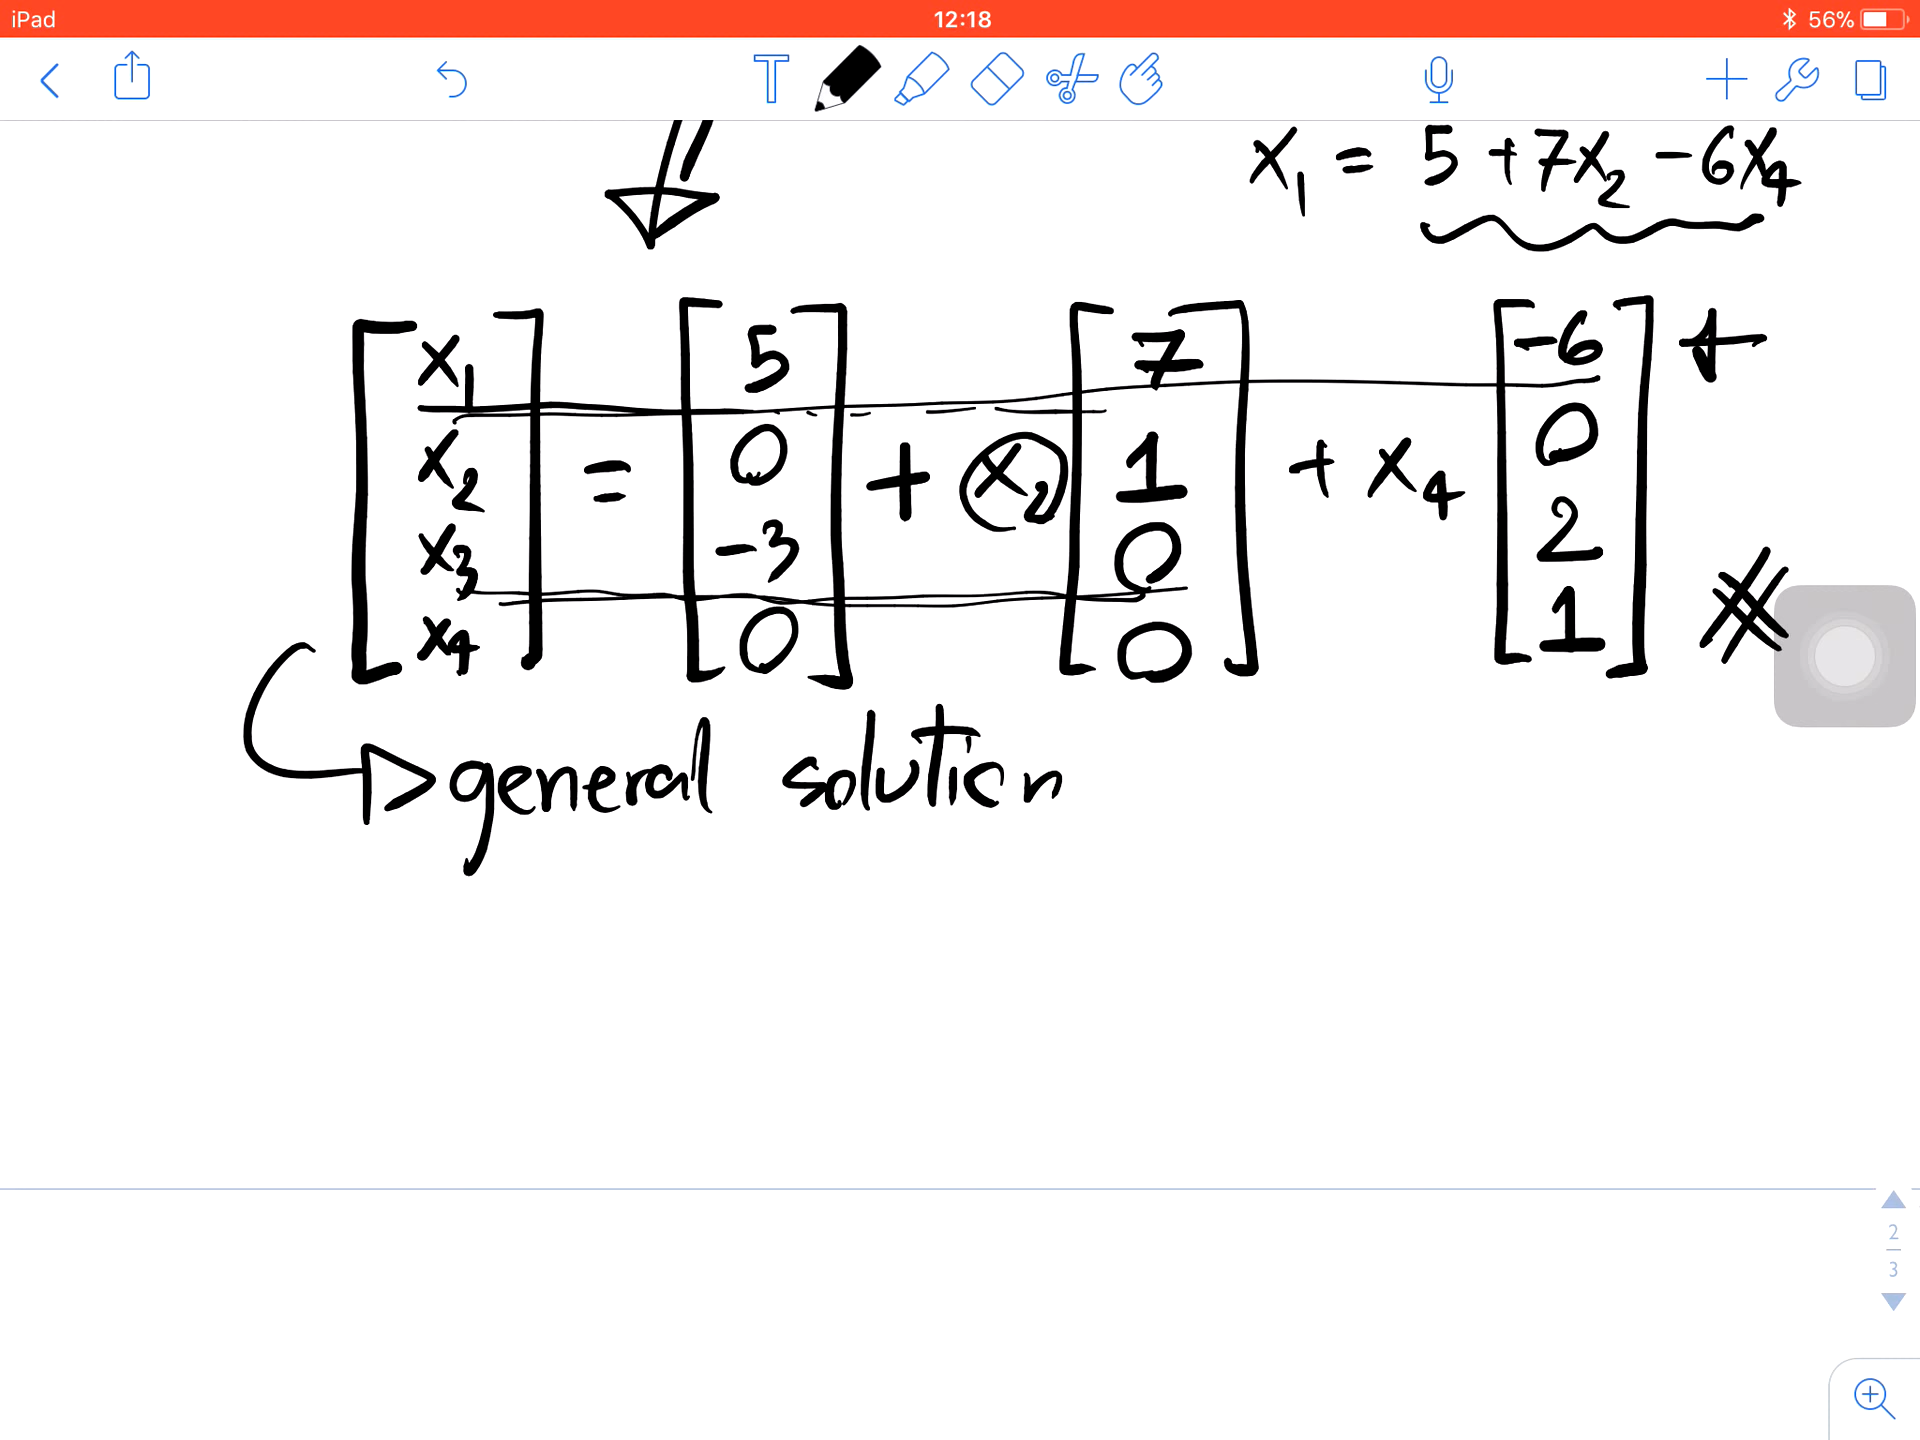 iPad 12:18 56%
T
x₁ = 5 + 7x₂ - 6x₄
[x₁ x₂ x₃ x₄] = [5 0 -3 0] + x₂ [7 1 0 0] + x₄ [-6 0 2 1] +
general solution
2
3